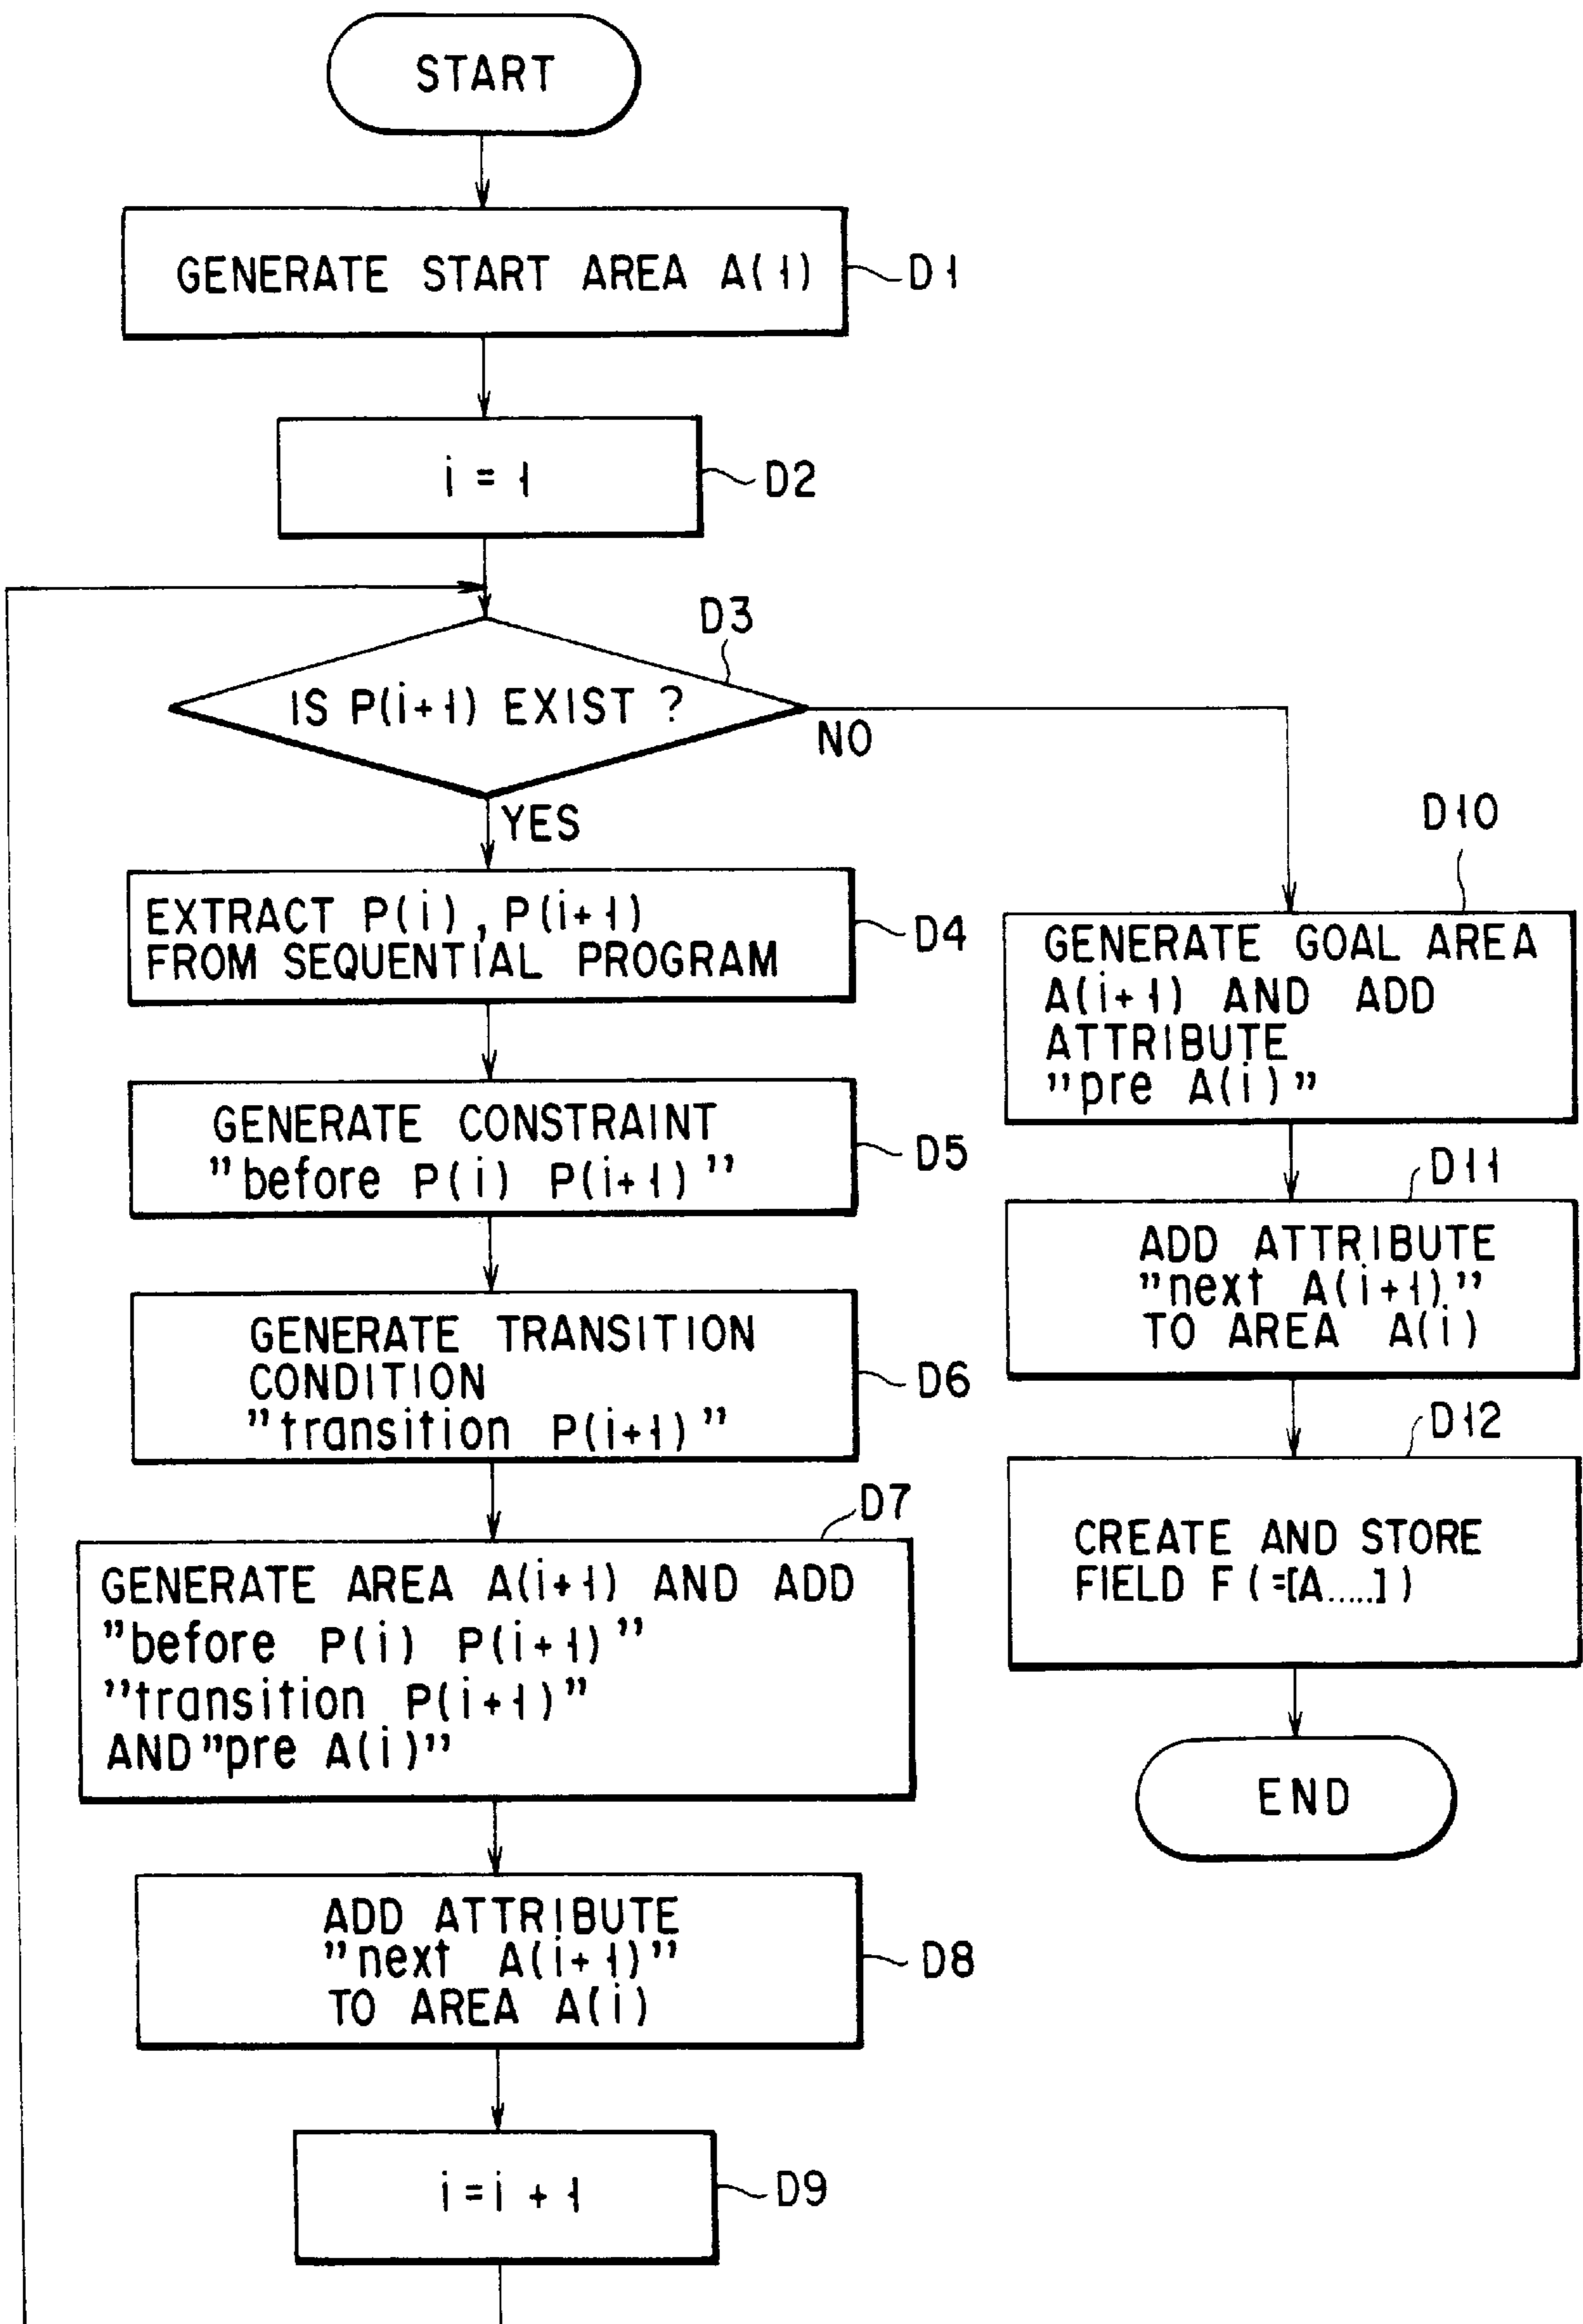 START
GENERATE START AREA A(1)
D1
i = 1
D2
D3
IS P(i+1) EXIST ?
NO
YES
EXTRACT P(i), P(i+1)
FROM SEQUENTIAL PROGRAM
D4
GENERATE CONSTRAINT
"before P(i) P(i+1)"
D5
GENERATE TRANSITION
CONDITION
"transition P(i+1)"
D6
D7
GENERATE AREA A(i+1) AND ADD
"before P(i) P(i+1)"
"transition P(i+1)"
AND "pre A(i)"
ADD ATTRIBUTE
"next A(i+1)"
TO AREA A(i)
D8
i = i + 1
D9
D10
GENERATE GOAL AREA
A(i+1) AND ADD
ATTRIBUTE
"pre A(i)"
D11
ADD ATTRIBUTE
"next A(i+1)"
TO AREA A(i)
D12
CREATE AND STORE
FIELD F (=[A.....])
END